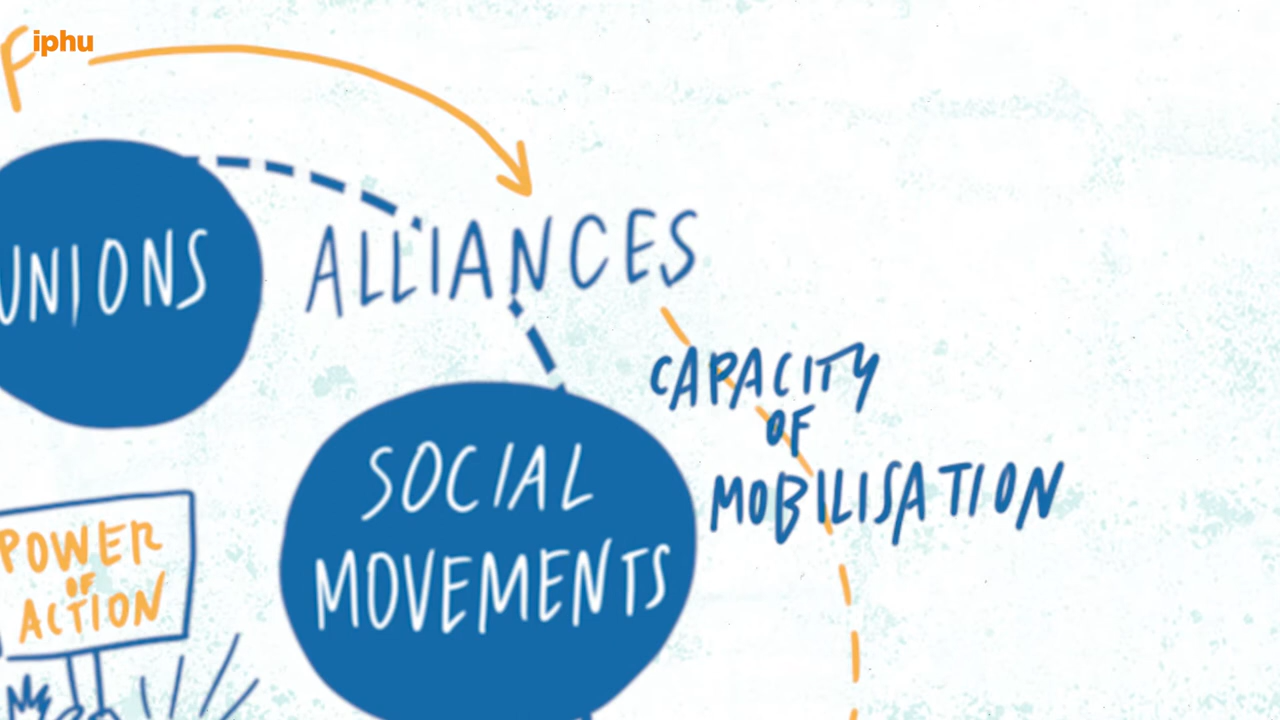 iphu
F
UNIONS
ALLIANCES
CAPACITY
OF
MOBILISATION
SOCIAL
MOVEMENTS
POWER
OF
ACTION